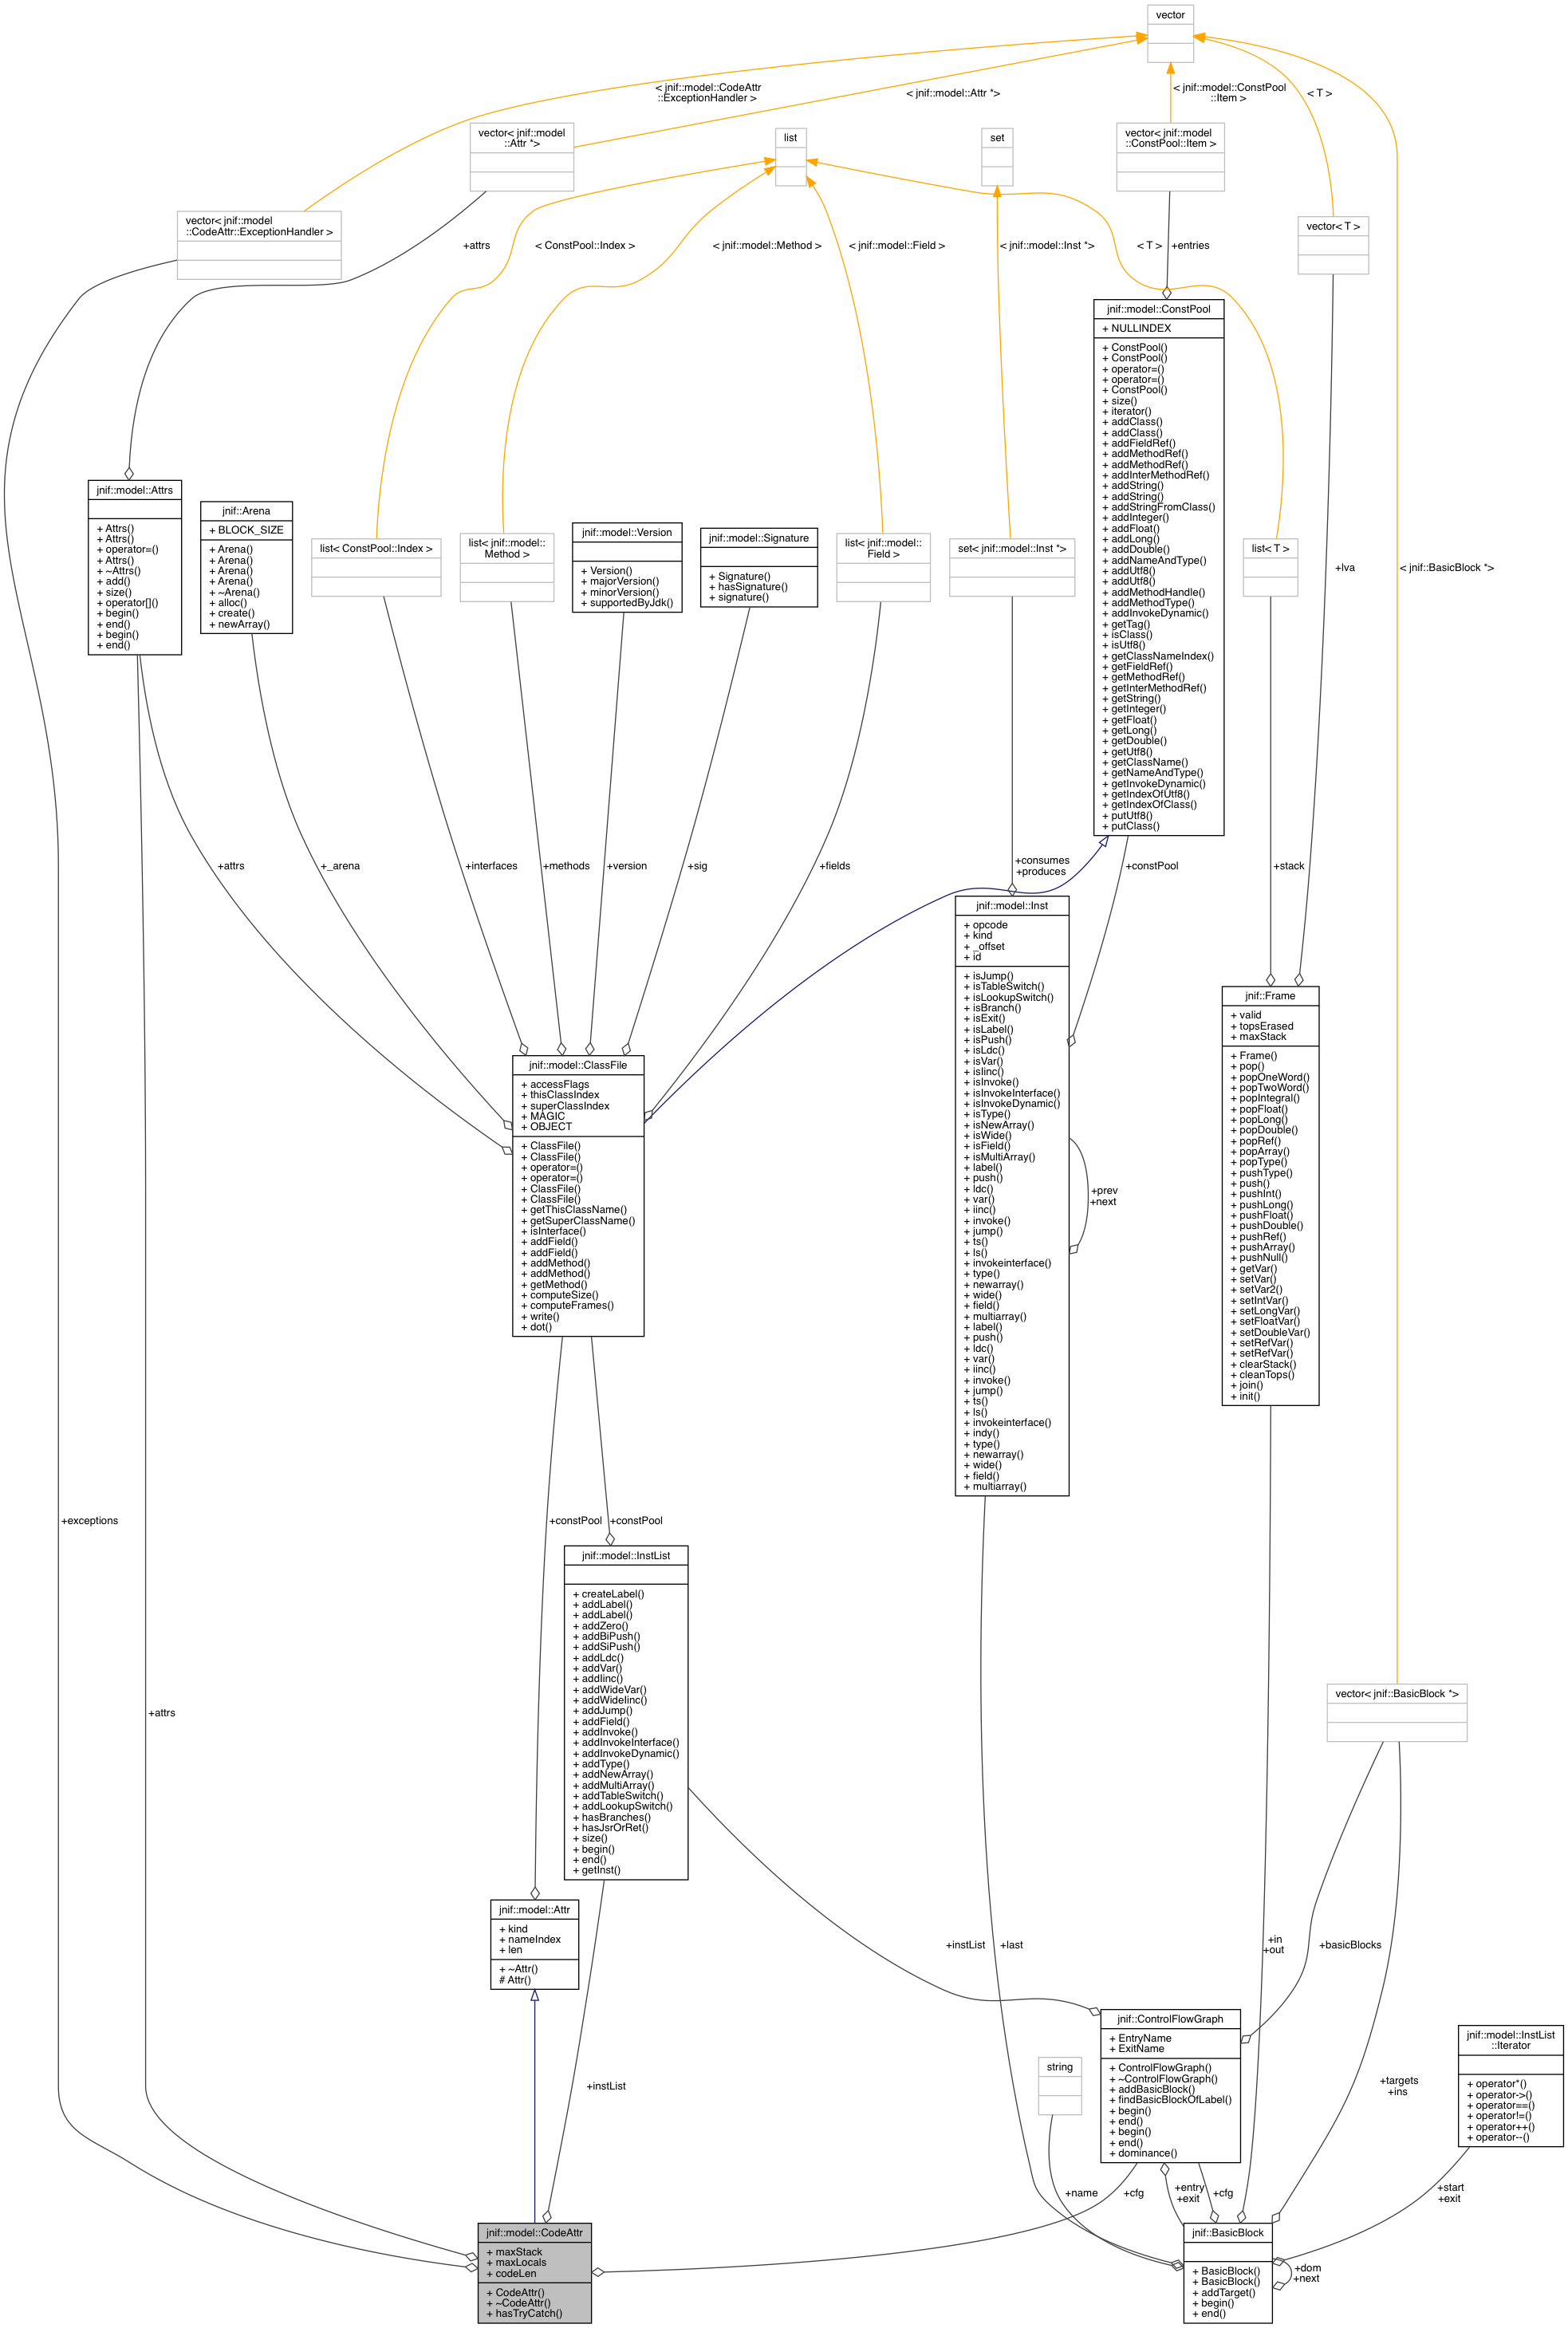 vector
< jnif::model::CodeAttr
::ExceptionHandler >
< jnif::model::Attr *>
< jnif::model::ConstPool
::Item >
< T >
vector< jnif::model
::Attr *>
list
set
vector< jnif::model
::ConstPool::Item >
vector< jnif::model
::CodeAttr::ExceptionHandler >
vector< T >
+attrs
< ConstPool::Index >
< jnif::model::Method >
< jnif::model::Field >
< jnif::model::Inst *>
< T >
+entries
jnif::model::ConstPool
+ NULLINDEX
+ ConstPool()
+ ConstPool()
+ operator=()
+ operator=()
+ ConstPool()
+ size()
+ iterator()
+ addClass()
+ addClass()
+ addFieldRef()
+ addMethodRef()
+ addMethodRef()
+ addInterMethodRef()
+ addString()
+ addString()
+ addStringFromClass()
+ addInteger()
+ addFloat()
+ addLong()
+ addDouble()
+ addNameAndType()
+ addUtf8()
+ addUtf8()
+ addMethodHandle()
+ addMethodType()
+ addInvokeDynamic()
+ getTag()
+ isClass()
+ isUtf8()
+ getClassNameIndex()
+ getFieldRef()
+ getMethodRef()
+ getInterMethodRef()
+ getString()
+ getInteger()
+ getFloat()
+ getLong()
+ getDouble()
+ getUtf8()
+ getClassName()
+ getNameAndType()
+ getInvokeDynamic()
+ getIndexOfUtf8()
+ getIndexOfClass()
+ putUtf8()
+ putClass()
jnif::model::Attrs
+ Attrs()
+ Attrs()
+ operator=()
+ Attrs()
+ ~Attrs()
+ add()
+ size()
+ operator[]()
+ begin()
+ end()
+ begin()
+ end()
jnif::Arena
+ BLOCK_SIZE
+ Arena()
+ Arena()
+ Arena()
+ Arena()
+ ~Arena()
+ alloc()
+ create()
+ newArray()
list< ConstPool::Index >
list< jnif::model::
Method >
jnif::model::Version
+ Version()
+ majorVersion()
+ minorVersion()
+ supportedByJdk()
jnif::model::Signature
+ Signature()
+ hasSignature()
+ signature()
list< jnif::model::
Field >
set< jnif::model::Inst *>
list< T >
+lva
< jnif::BasicBlock *>
+attrs
+_arena
+interfaces
+methods
+version
+sig
+fields
+consumes
+produces
+constPool
+stack
jnif::model::Inst
+ opcode
+ kind
+ _offset
+ id
+ isJump()
+ isTableSwitch()
+ isLookupSwitch()
+ isBranch()
+ isExit()
+ isLabel()
+ isPush()
+ isLdc()
+ isVar()
+ isIinc()
+ isInvoke()
+ isInvokeInterface()
+ isInvokeDynamic()
+ isType()
+ isNewArray()
+ isWide()
+ isField()
+ isMultiArray()
+ label()
+ push()
+ ldc()
+ var()
+ iinc()
+ invoke()
+ jump()
+ ts()
+ ls()
+ invokeinterface()
+ type()
+ newarray()
+ wide()
+ field()
+ multiarray()
+ label()
+ push()
+ ldc()
+ var()
+ iinc()
+ invoke()
+ jump()
+ ts()
+ ls()
+ invokeinterface()
+ indy()
+ type()
+ newarray()
+ wide()
+ field()
+ multiarray()
+prev
+next
jnif::Frame
+ valid
+ topsErased
+ maxStack
+ Frame()
+ pop()
+ popOneWord()
+ popTwoWord()
+ popIntegral()
+ popFloat()
+ popLong()
+ popDouble()
+ popRef()
+ popArray()
+ popType()
+ pushType()
+ push()
+ pushInt()
+ pushLong()
+ pushFloat()
+ pushDouble()
+ pushRef()
+ pushArray()
+ pushNull()
+ getVar()
+ setVar()
+ setVar2()
+ setIntVar()
+ setLongVar()
+ setFloatVar()
+ setDoubleVar()
+ setRefVar()
+ setRefVar()
+ clearStack()
+ cleanTops()
+ join()
+ init()
jnif::model::ClassFile
+ accessFlags
+ thisClassIndex
+ superClassIndex
+ MAGIC
+ OBJECT
+ ClassFile()
+ ClassFile()
+ operator=()
+ operator=()
+ ClassFile()
+ ClassFile()
+ getThisClassName()
+ getSuperClassName()
+ isInterface()
+ addField()
+ addField()
+ addMethod()
+ addMethod()
+ getMethod()
+ computeSize()
+ computeFrames()
+ write()
+ dot()
+exceptions
+constPool
+constPool
jnif::model::InstList
+ createLabel()
+ addLabel()
+ addLabel()
+ addZero()
+ addBiPush()
+ addSiPush()
+ addLdc()
+ addVar()
+ addIinc()
+ addWideVar()
+ addWideIinc()
+ addJump()
+ addField()
+ addInvoke()
+ addInvokeInterface()
+ addInvokeDynamic()
+ addType()
+ addNewArray()
+ addMultiArray()
+ addTableSwitch()
+ addLookupSwitch()
+ hasBranches()
+ hasJsrOrRet()
+ size()
+ begin()
+ end()
+ getInst()
+attrs
vector< jnif::BasicBlock *>
jnif::model::Attr
+ kind
+ nameIndex
+ len
+ ~Attr()
# Attr()
+instList
+last
+in
+out
+basicBlocks
jnif::ControlFlowGraph
+ EntryName
+ ExitName
+ ControlFlowGraph()
+ ~ControlFlowGraph()
+ addBasicBlock()
+ findBasicBlockOfLabel()
+ begin()
+ end()
+ begin()
+ end()
+ dominance()
jnif::model::InstList
::Iterator
+ operator*()
+ operator->()
+ operator==()
+ operator!=()
+ operator++()
+ operator--()
string
+instList
+targets
+ins
+name
+cfg
+entry
+exit
+cfg
+start
+exit
jnif::model::CodeAttr
+ maxStack
+ maxLocals
+ codeLen
+ CodeAttr()
+ ~CodeAttr()
+ hasTryCatch()
jnif::BasicBlock
+ BasicBlock()
+ BasicBlock()
+ addTarget()
+ begin()
+ end()
+dom
+next